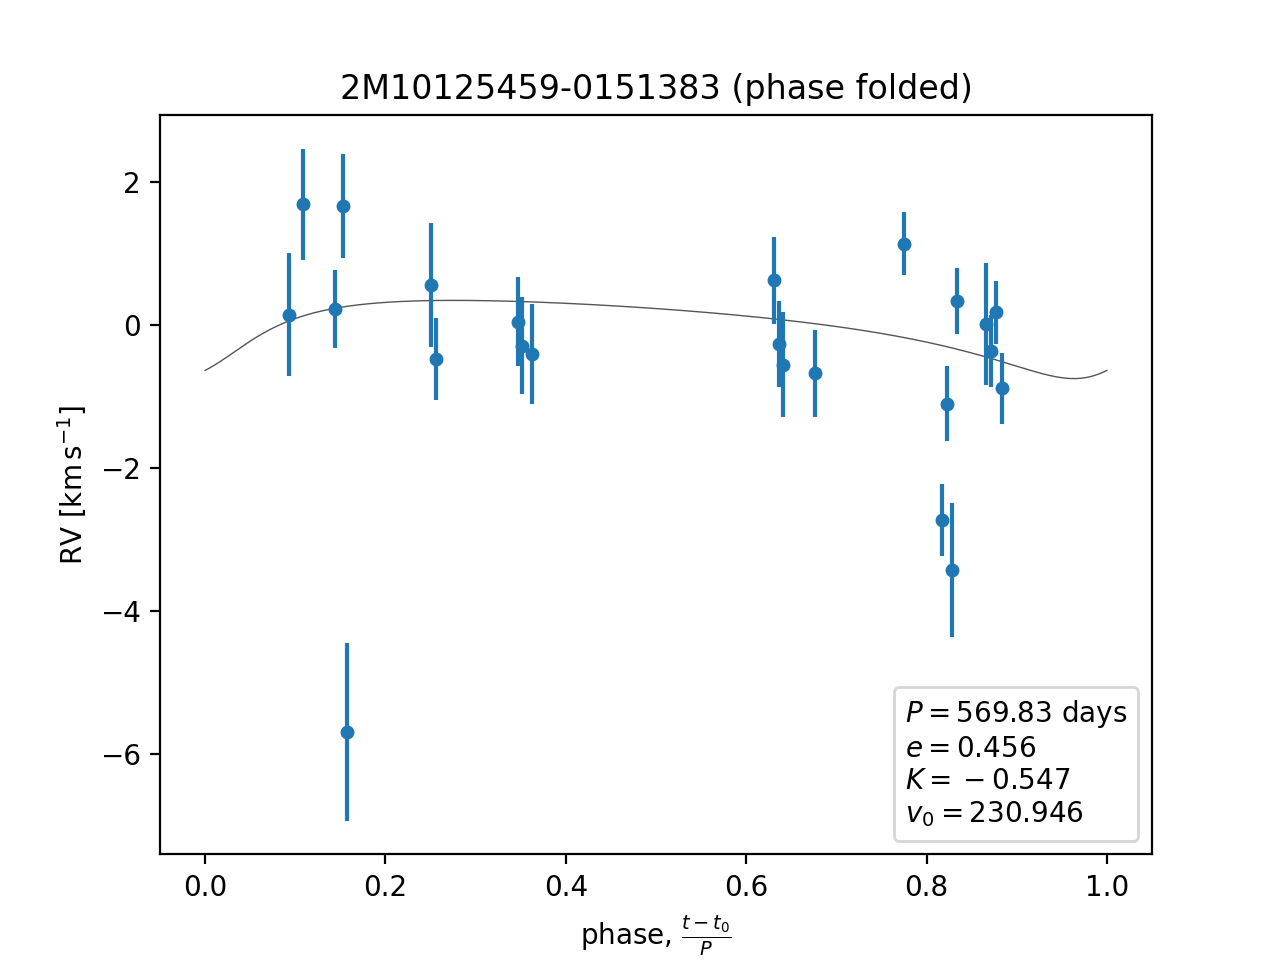 2M10125459-0151383 (phase folded)
RV [km s⁻¹]
2
0
−2
−4
−6
P = 569.83 days
e = 0.456
K = −0.547
v₀ = 230.946
0.0 0.2 0.4 0.6 0.8 1.0
phase, (t − t₀)/P